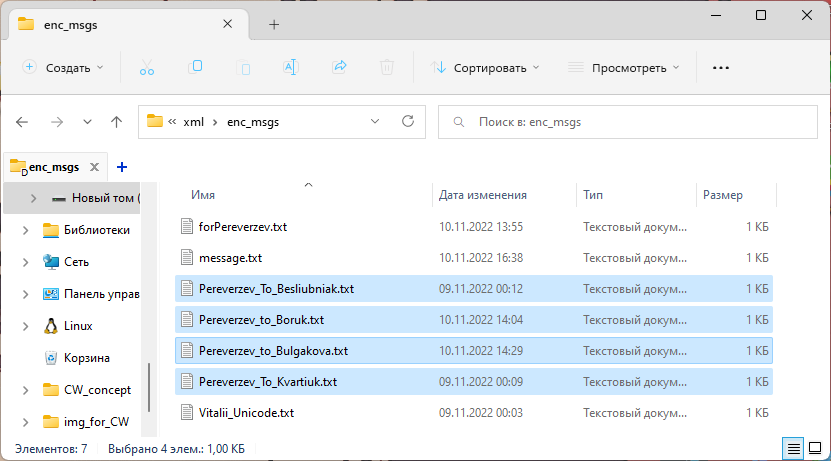 enc_msgs
Создать
Сортировать
Просмотреть
« xml > enc_msgs
Поиск в: enc_msgs
D enc_msgs
Имя Дата изменения Тип Размер
Новый том (
Библиотеки
Сеть
Панель управ
Linux
Корзина
CW_concept
img_for_CW
forPereverzev.txt 10.11.2022 13:55 Текстовый докум... 1 КБ
message.txt 10.11.2022 16:38 Текстовый докум... 1 КБ
Pereverzev_To_Besliubniak.txt 09.11.2022 00:12 Текстовый докум... 1 КБ
Pereverzev_to_Boruk.txt 10.11.2022 14:04 Текстовый докум... 1 КБ
Pereverzev_to_Bulgakova.txt 10.11.2022 14:29 Текстовый докум... 1 КБ
Pereverzev_To_Kvartiuk.txt 09.11.2022 00:09 Текстовый докум... 1 КБ
Vitalii_Unicode.txt 09.11.2022 00:03 Текстовый докум... 1 КБ
Элементов: 7 Выбрано 4 элем.: 1,00 КБ